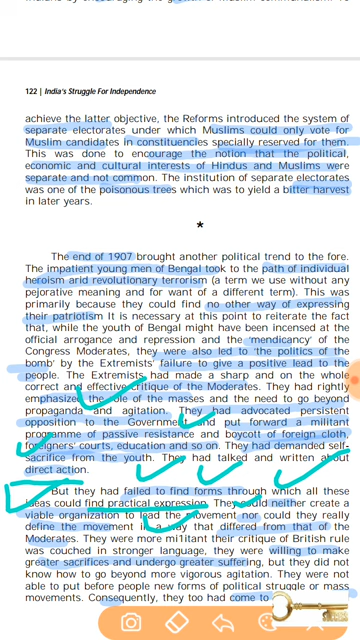 122 | India's Struggle For Independence
achieve the latter objective, the Reforms introduced the system of
separate electorates under which Muslims could only vote for
Muslim candidates in constituencies specially reserved for them.
This was done to encourage the notion that the political,
economic and cultural interests of Hindus and Muslims were
separate and not common. The institution of separate electorates
was one of the poisonous trees which was to yield a bitter harvest
in later years.
*
The end of 1907 brought another political trend to the fore.
The impatient young men of Bengal took to the path of individual
heroism arid revolutionary terrorism (a term we use without any
pejorative meaning and for want of a different term). This was
primarily because they could find no other way of expressing
their patriotism It is necessary at this point to reiterate the fact
that, while the youth of Bengal might have been incensed at the
official arrogance and repression and the 'mendicancy' of the
Congress Moderates, they were also led to 'the politics of the
bomb' by the Extremists' failure to give a positive lead to the
people. The Extremists had made a sharp and on the whole
correct and effective critique of the Moderates. They had rightly
emphasized the role of the masses and the need to go beyond
propaganda and agitation. They had advocated persistent
opposition to the Government and put forward a militant
programme of passive resistance and boycott of foreign cloth,
foreigners' courts, education and so on. They had demanded self-
sacrifice from the youth. They had talked and written about
direct action.
But they had failed to find forms through which all these
ideas could find practical expression. They could neither create a
viable organization to lead the movement nor could they really
define the movement in a way that differed from that of the
Moderates. They were more mi1itant their critique of British rule
was couched in stronger language, they were willing to make
greater sacrifices and undergo greater suffering, but they did not
know how to go beyond more vigorous agitation. They were not
able to put before people new forms of political struggle or mass
movements. Consequently, they too had come to